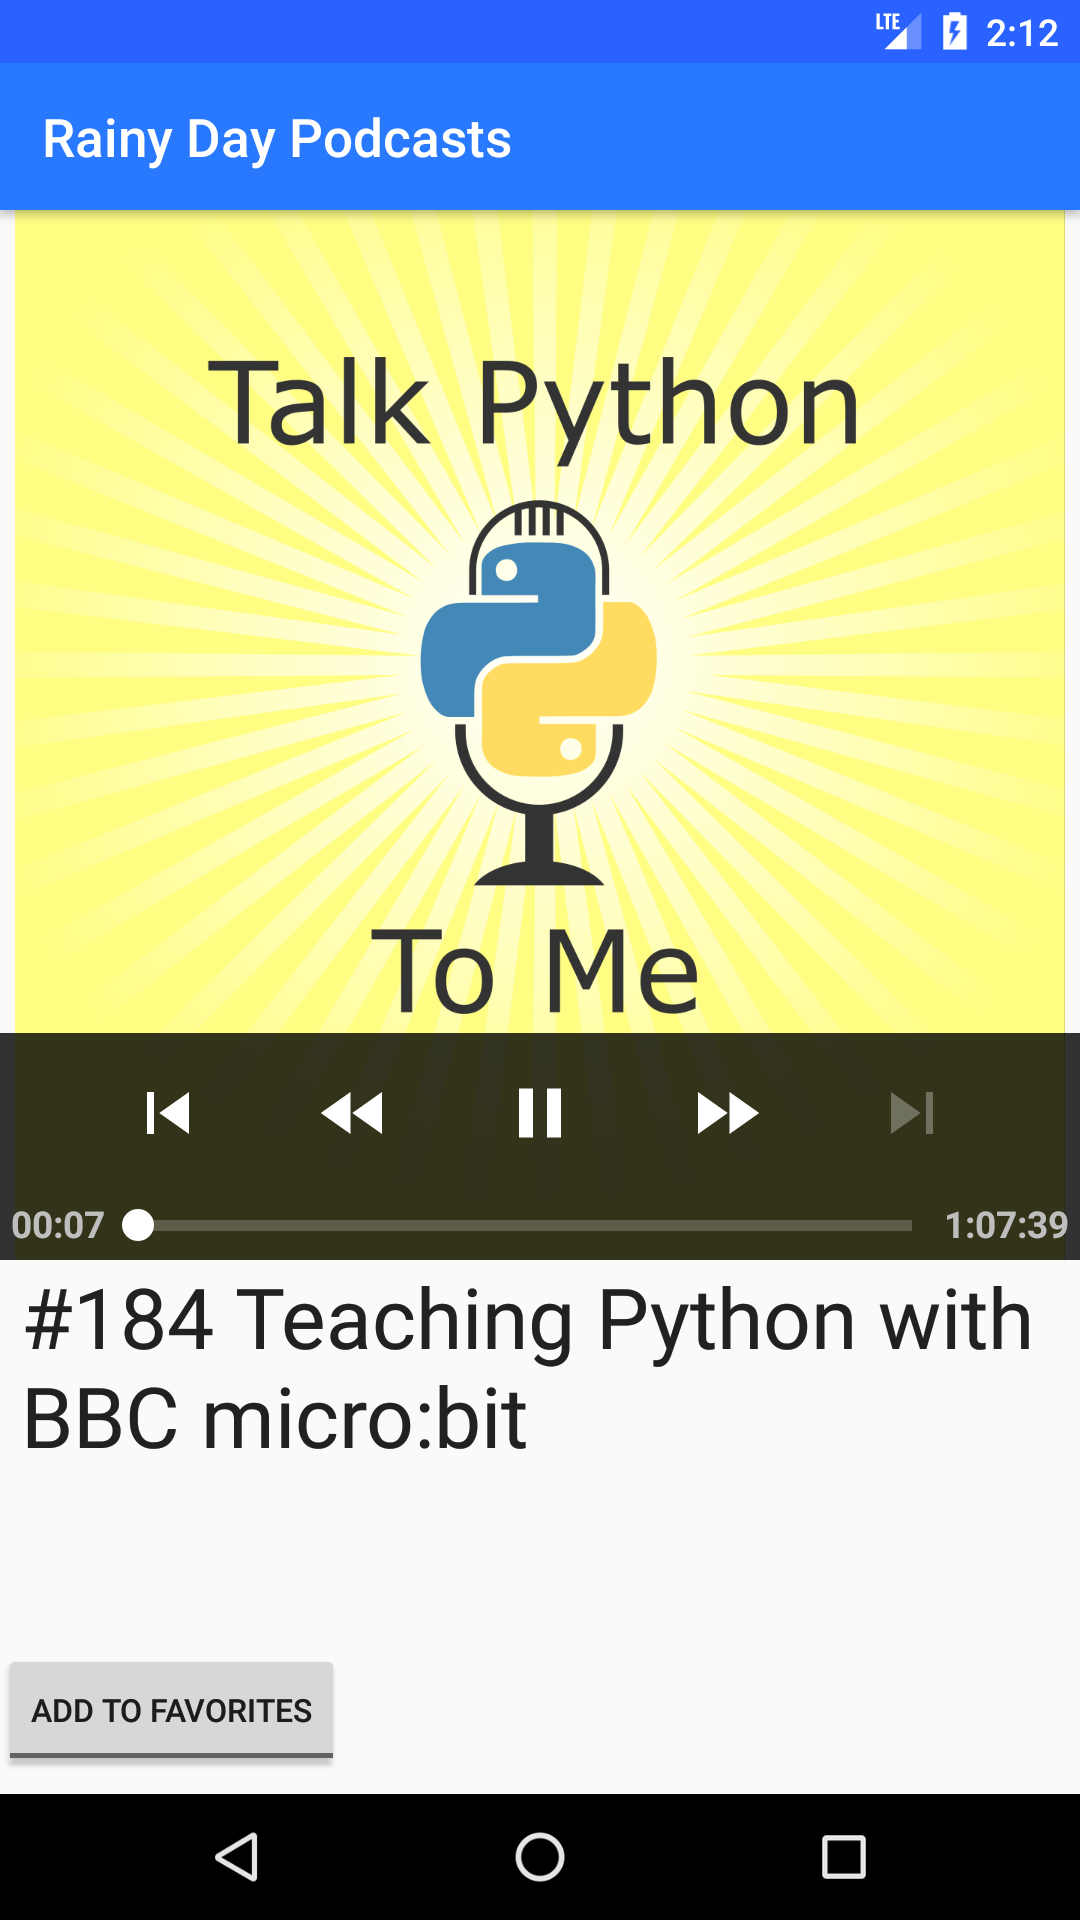 LTE 2:12
Rainy Day Podcasts
Talk Python
To Me
00:07 1:07:39
#184 Teaching Python with
BBC micro:bit
ADD TO FAVORITES